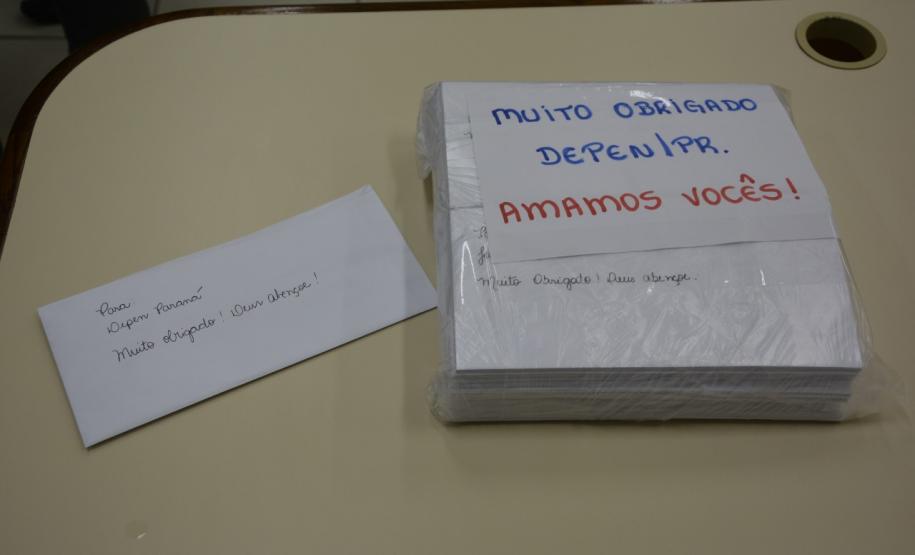 Para
Depen Paraná
Muito obrigado! Deus abençoe!
MUITO OBRIGADO
DEPEN/PR.
AMAMOS VOCÊS!
Muito Obrigado! Deus abençoe.